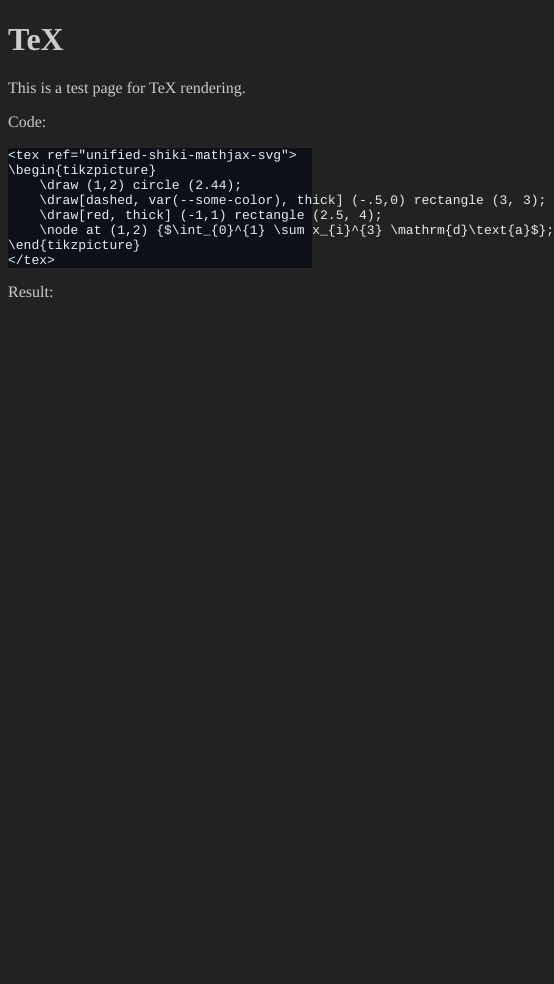 TeX
This is a test page for TeX rendering.
Code:
<tex ref="unified-shiki-mathjax-svg">
\begin{tikzpicture}
    \draw (1,2) circle (2.44);
    \draw[dashed, var(--some-color), thick] (-.5,0) rectangle (3, 3);
    \draw[red, thick] (-1,1) rectangle (2.5, 4);
    \node at (1,2) {$\int_{0}^{1} \sum x_{i}^{3} \mathrm{d}\text{a}$};
\end{tikzpicture}
</tex>
Result: